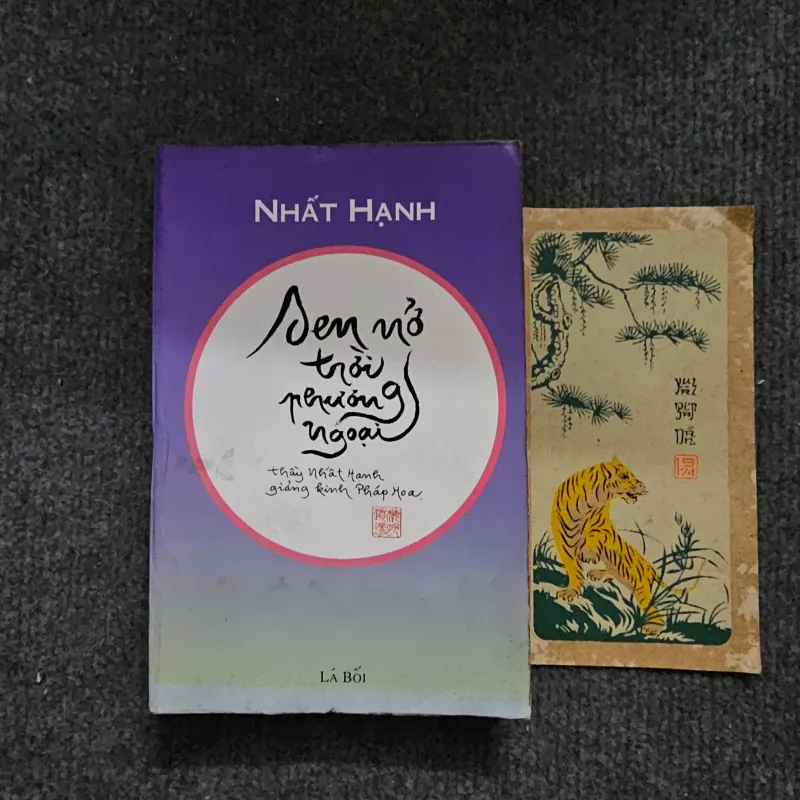 NHẤT HẠNH
Sen nở
trời
phương
ngoại
thầy Nhất Hạnh
giảng kinh Pháp Hoa
LÁ BỐI